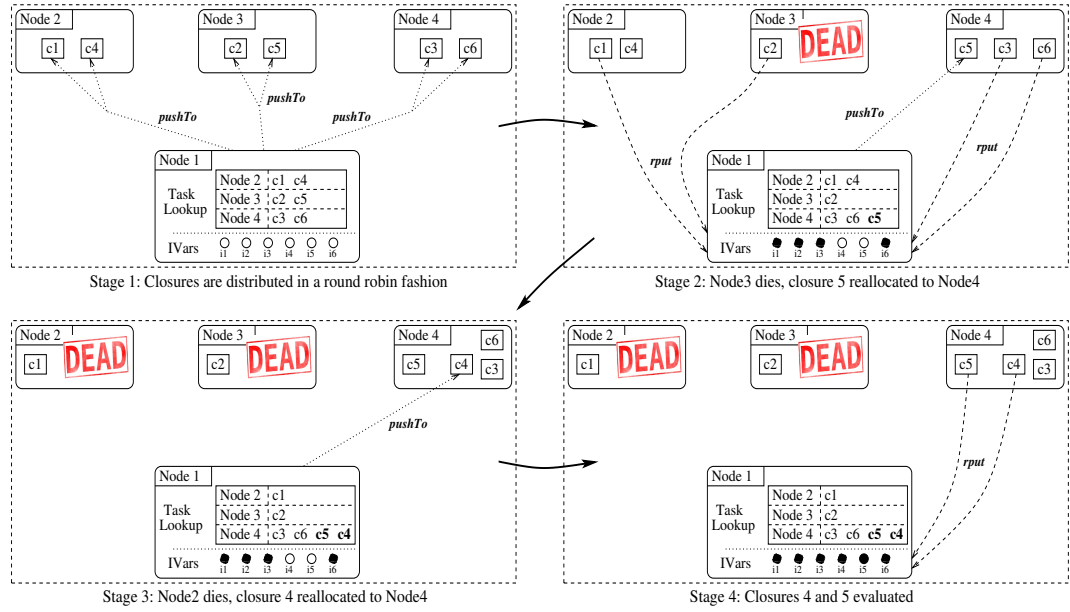 Node 2
c1 c4
Node 3
c2 c5
Node 4
c3 c6
pushTo
pushTo
pushTo
Node 1
Task
Lookup
Node 2 c1 c4
Node 3 c2 c5
Node 4 c3 c6
IVars
i1 i2 i3 i4 i5 i6
Stage 1: Closures are distributed in a round robin fashion
Node 2
c1 c4
Node 3
c2
DEAD
Node 4
c5 c3 c6
pushTo
rput
rput
Node 1
Task
Lookup
Node 2 c1 c4
Node 3 c2
Node 4 c3 c6 c5
IVars
i1 i2 i3 i4 i5 i6
Stage 2: Node3 dies, closure 5 reallocated to Node4
Node 2
c1
DEAD
Node 3
c2
DEAD
Node 4
c6
c5 c4 c3
pushTo
Node 1
Task
Lookup
Node 2 c1
Node 3 c2
Node 4 c3 c6 c5 c4
IVars
i1 i2 i3 i4 i5 i6
Stage 3: Node2 dies, closure 4 reallocated to Node4
Node 2
c1
DEAD
Node 3
c2
DEAD
Node 4
c6
c5 c4 c3
rput
Node 1
Task
Lookup
Node 2 c1
Node 3 c2
Node 4 c3 c6 c5 c4
IVars
i1 i2 i3 i4 i5 i6
Stage 4: Closures 4 and 5 evaluated